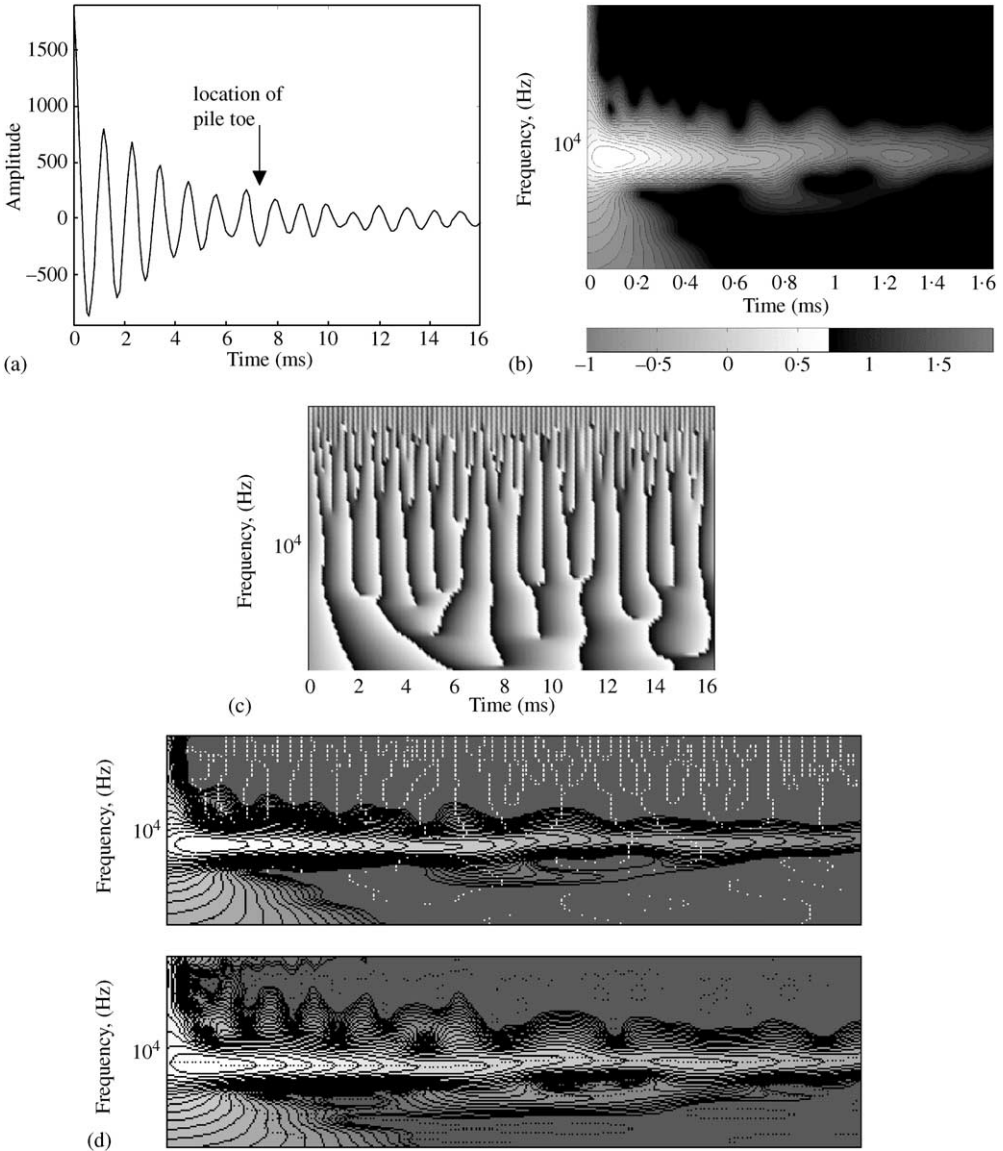 1500
1000
500
0
−500
Amplitude
location of
pile toe
0 2 4 6 8 10 12 14 16
Time (ms)
(a)
Frequency, (Hz)
10⁴
0 0·2 0·4 0·6 0·8 1 1·2 1·4 1·6
Time (ms)
−1 −0·5 0 0·5 1 1·5
(b)
Frequency, (Hz)
10⁴
0 2 4 6 8 10 12 14 16
Time (ms)
(c)
Frequency, (Hz)
10⁴
Frequency, (Hz)
10⁴
(d)